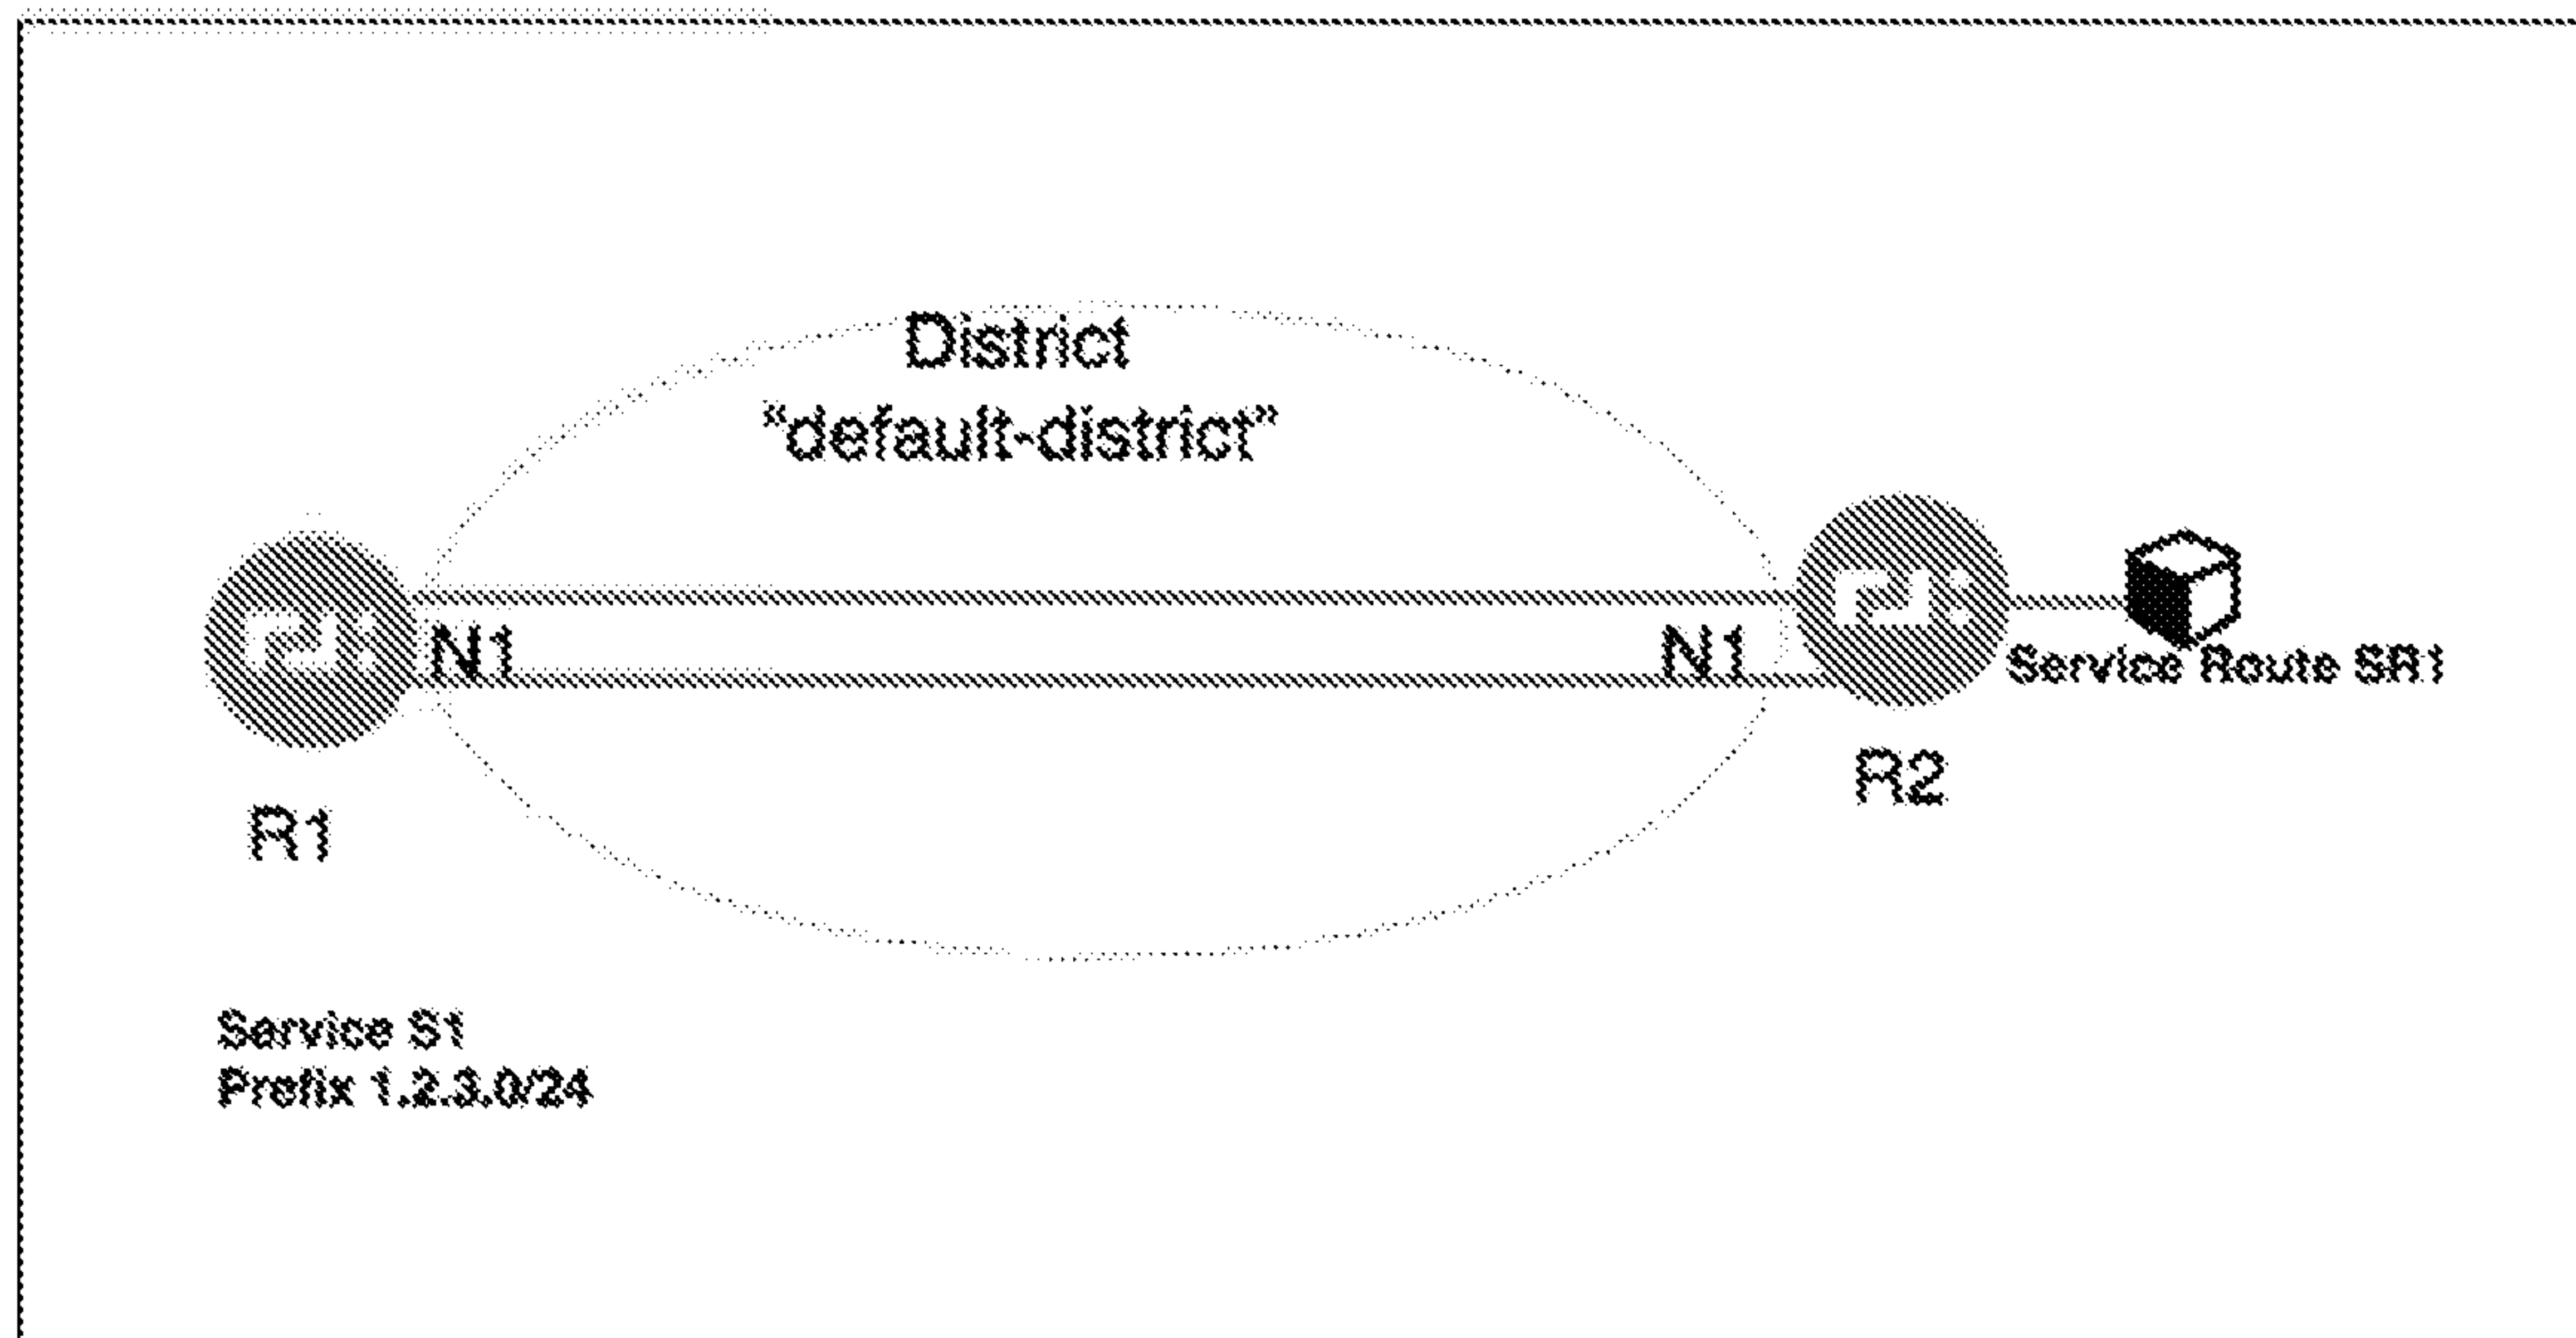 District
“default-district”
N1
N1
Service Route SR1
R2
R1
Service S1
Prefix 1.2.3.0/24